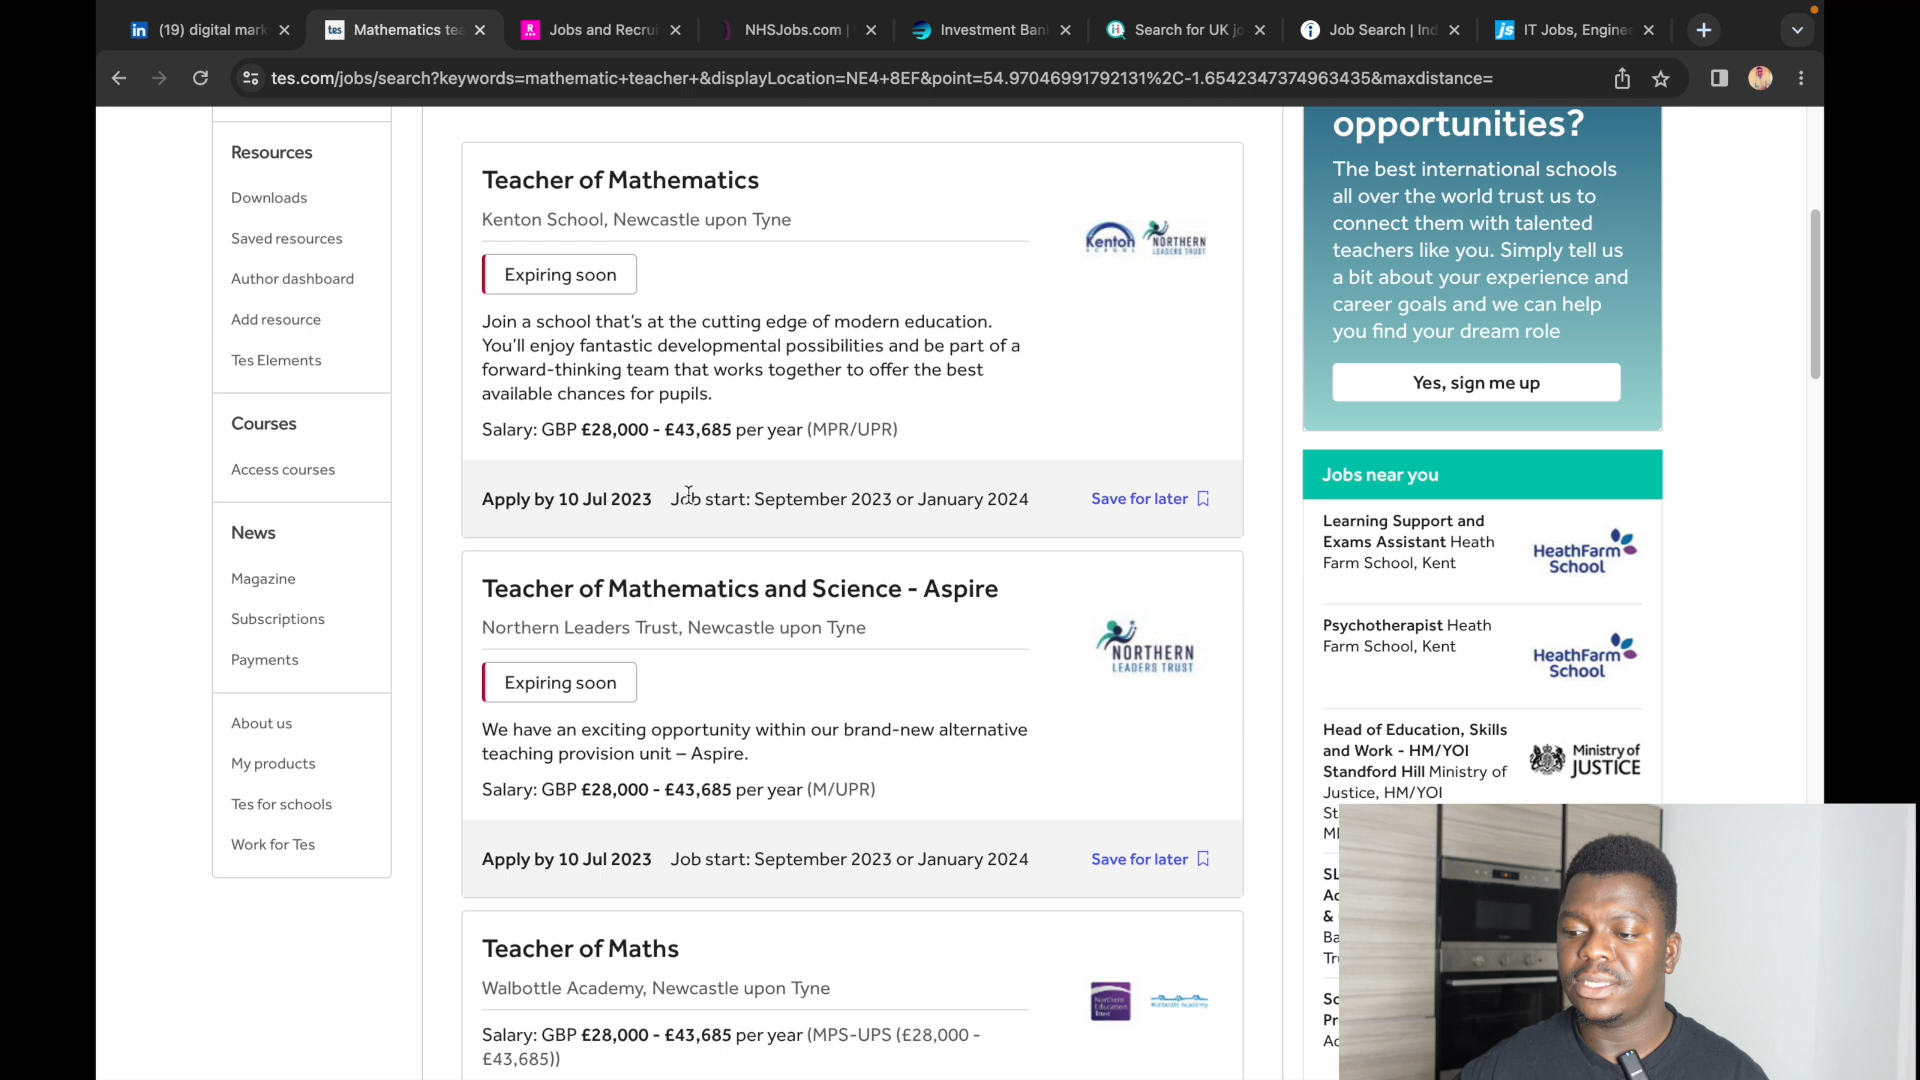 (19) digital mark
tes
Mathematics tea
Jobs and Recrui
NHSJobs.com |
Investment Ban
Search for UK jo
Job Search | Ind
IT Jobs, Enginee
tes.com/jobs/search?keywords=mathematic+teacher+&displayLocation=NE4+8EF&point=54.97046991792131%2C-1.6542347374963435&maxdistance=
Resources
Downloads
Saved resources
Author dashboard
Add resource
Tes Elements
Courses
Access courses
News
Magazine
Subscriptions
Payments
About us
My products
Tes for schools
Work for Tes
Teacher of Mathematics
Kenton School, Newcastle upon Tyne
Kenton
SCHOOL
NORTHERN
LEADERS TRUST
Expiring soon
Join a school that's at the cutting edge of modern education.
You'll enjoy fantastic developmental possibilities and be part of a
forward-thinking team that works together to offer the best
available chances for pupils.
Salary: GBP £28,000 - £43,685 per year (MPR/UPR)
Apply by 10 Jul 2023 Job start: September 2023 or January 2024 Save for later
Teacher of Mathematics and Science - Aspire
Northern Leaders Trust, Newcastle upon Tyne
NORTHERN
LEADERS TRUST
Expiring soon
We have an exciting opportunity within our brand-new alternative
teaching provision unit – Aspire.
Salary: GBP £28,000 - £43,685 per year (M/UPR)
Apply by 10 Jul 2023 Job start: September 2023 or January 2024 Save for later
Teacher of Maths
Walbottle Academy, Newcastle upon Tyne
Northern
Education
Trust
Walbottle Academy
Salary: GBP £28,000 - £43,685 per year (MPS-UPS (£28,000 -
£43,685))
opportunities?
The best international schools
all over the world trust us to
connect them with talented
teachers like you. Simply tell us
a bit about your experience and
career goals and we can help
you find your dream role
Yes, sign me up
Jobs near you
Learning Support and
Exams Assistant Heath
Farm School, Kent
HeathFarm
School
Psychotherapist Heath
Farm School, Kent
HeathFarm
School
Head of Education, Skills
and Work - HM/YOI
Standford Hill Ministry of
Justice, HM/YOI
Ministry of
JUSTICE
St
SL
Ac
&
Ba
Tr
Sc
Pr
Ac